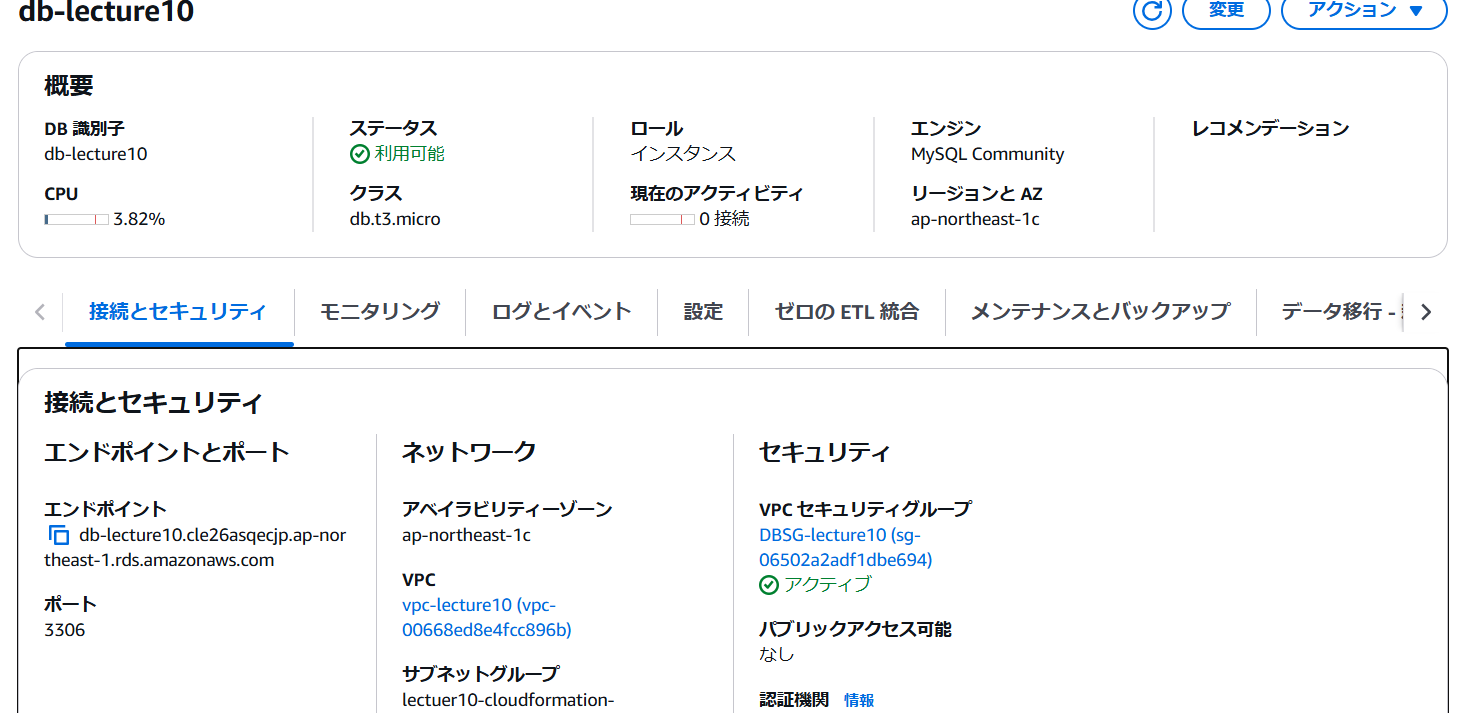 db-lecture10
変更
アクション
概要
DB 識別子
db-lecture10
CPU
3.82%
ステータス
利用可能
クラス
db.t3.micro
ロール
インスタンス
現在のアクティビティ
0 接続
エンジン
MySQL Community
リージョンと AZ
ap-northeast-1c
レコメンデーション
接続とセキュリティ
モニタリング
ログとイベント
設定
ゼロの ETL 統合
メンテナンスとバックアップ
データ移行 -
接続とセキュリティ
エンドポイントとポート
エンドポイント
db-lecture10.cle26asqecjp.ap-nor
theast-1.rds.amazonaws.com
ポート
3306
ネットワーク
アベイラビリティーゾーン
ap-northeast-1c
VPC
vpc-lecture10 (vpc-
00668ed8e4fcc896b)
サブネットグループ
lectuer10-cloudformation-
セキュリティ
VPC セキュリティグループ
DBSG-lecture10 (sg-
06502a2adf1dbe694)
アクティブ
パブリックアクセス可能
なし
認証機関 情報